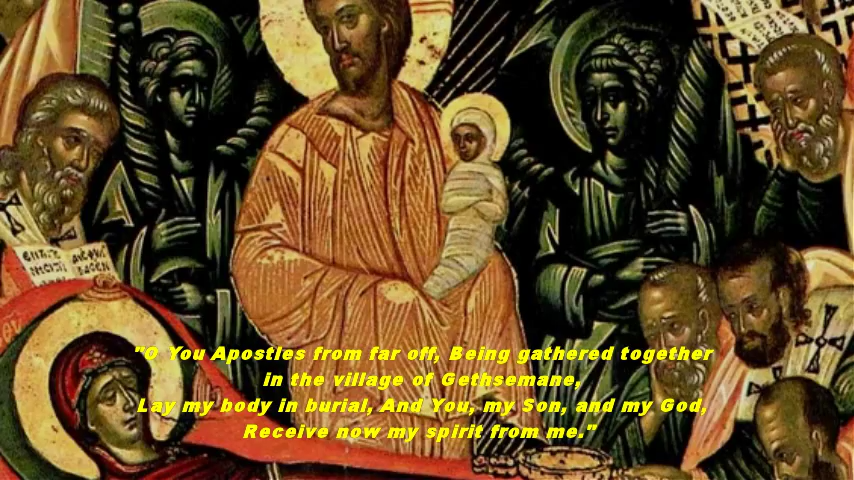 "O You Apostles from far off, Being gathered together
in the village of Gethsemane,
Lay my body in burial, And You, my Son, and my God,
Receive now my spirit from me."